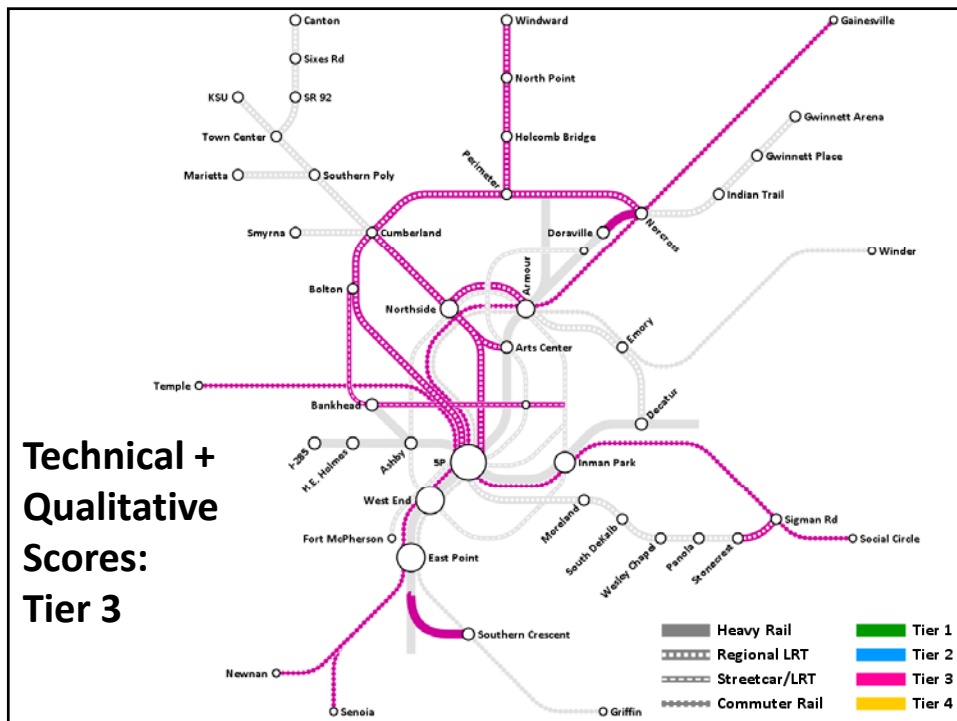 Canton
Windward
Gainesville
Sixes Rd
North Point
KSU
SR 92
Gwinnett Arena
Town Center
Holcomb Bridge
Perimeter
Gwinnett Place
Marietta
Southern Poly
Indian Trail
Smyrna
Cumberland
Doraville
Norcross
Winder
Armour
Bolton
Northside
Arts Center
Emory
Temple
Bankhead
Decatur
I-285
H.E. Holmes
Ashby
5P
Inman Park
West End
Moreland
South DeKalb
Wesley Chapel
Panola
Stonecrest
Sigman Rd
Fort McPherson
Social Circle
East Point
Technical +
Qualitative
Scores:
Tier 3
Southern Crescent
Newnan
Senoia
Griffin
Heavy Rail
Tier 1
Regional LRT
Tier 2
Streetcar/LRT
Tier 3
Commuter Rail
Tier 4